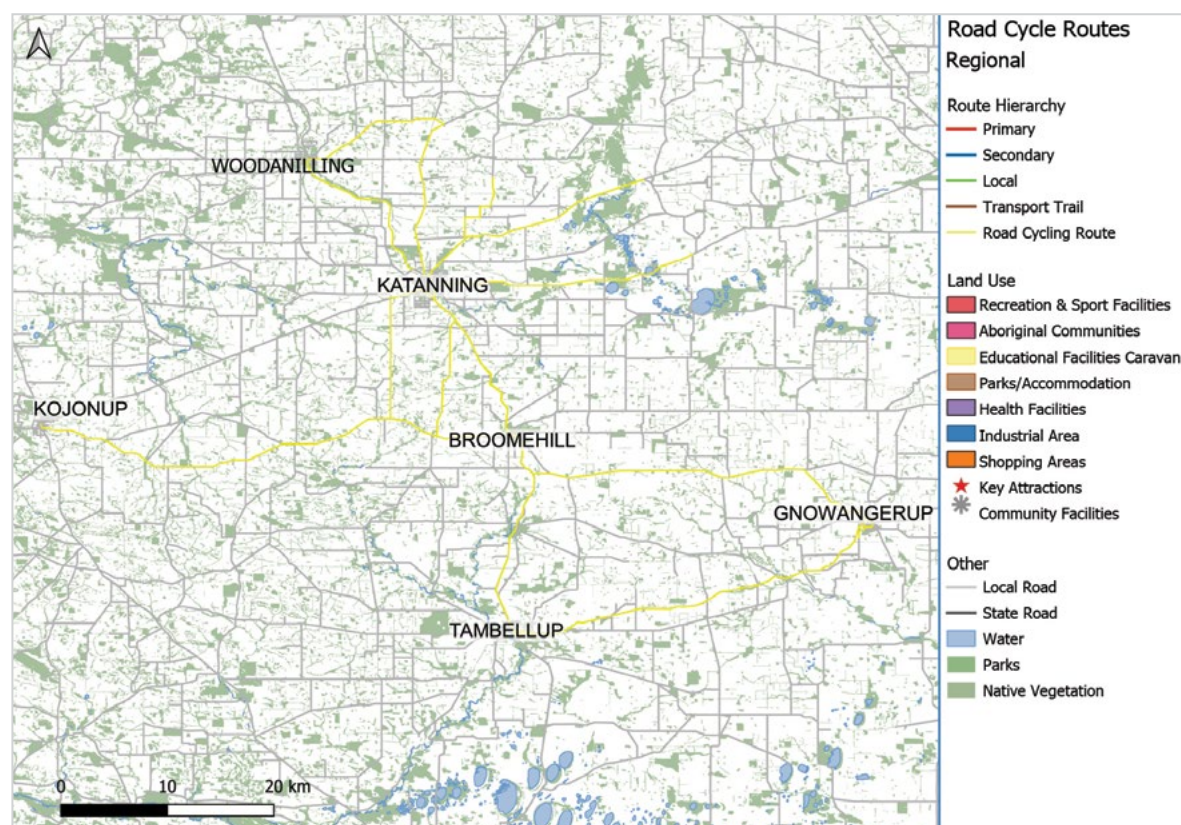 Road Cycle Routes
Regional
Route Hierarchy
Primary
Secondary
Local
Transport Trail
Road Cycling Route
Land Use
Recreation & Sport Facilities
Aboriginal Communities
Educational Facilities Caravan
Parks/Accommodation
Health Facilities
Industrial Area
Shopping Areas
Key Attractions
Community Facilities
Other
Local Road
State Road
Water
Parks
Native Vegetation
WOODANILLING
KATANNING
KOJONUP
BROOMEHILL
GNOWANGERUP
TAMBELLUP
0 10 20 km